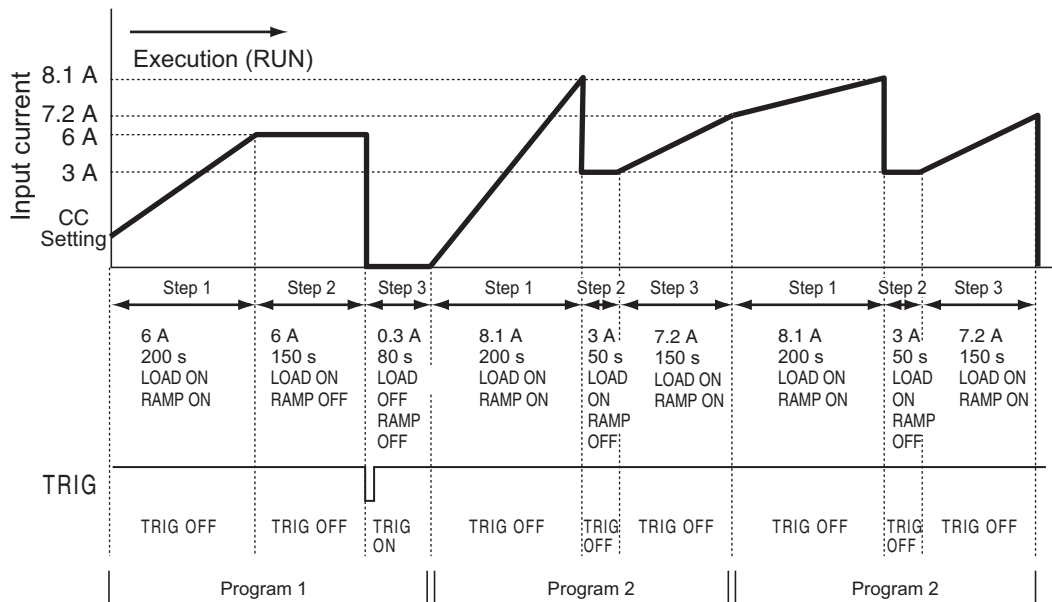 Execution (RUN)
Input current
8.1 A
7.2 A
6 A
3 A
CC
Setting
Step 1
Step 2
Step 3
Step 1
Step 2
Step 3
Step 1
Step 2
Step 3
6 A
200 s
LOAD ON
RAMP ON
6 A
150 s
LOAD ON
RAMP OFF
0.3 A
80 s
LOAD
OFF
RAMP
OFF
8.1 A
200 s
LOAD ON
RAMP ON
3 A
50 s
LOAD
ON
RAMP
OFF
7.2 A
150 s
LOAD ON
RAMP ON
8.1 A
200 s
LOAD ON
RAMP ON
3 A
50 s
LOAD
ON
RAMP
OFF
7.2 A
150 s
LOAD ON
RAMP ON
TRIG
TRIG OFF
TRIG OFF
TRIG
ON
TRIG OFF
TRIG
OFF
TRIG OFF
TRIG OFF
TRIG
OFF
TRIG OFF
Program 1
Program 2
Program 2